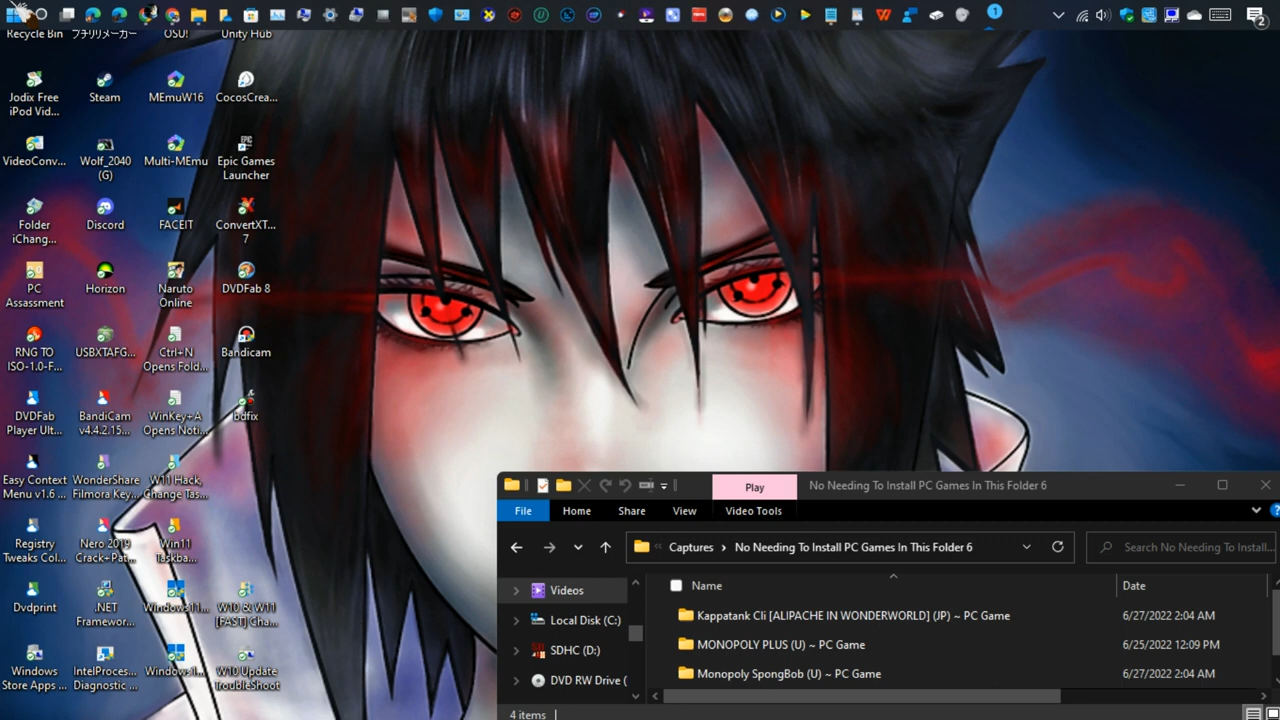 1
2
Recycle Bin
フチリリメーカー
OSU!
Unity Hub
Jodix Free
iPod Vid...
Steam
MEmuW16
CocosCrea...
VideoConv...
Wolf_2040
(G)
Multi-MEmu
EPIC
Epic Games
Launcher
Folder
iChang...
Discord
FACEIT
ConvertXT...
7
PC
Assassment
Horizon
Naruto
Online
DVDFab 8
RNG TO
ISO-1.0-F...
USBXTAFG...
Ctrl+N
Opens Fold...
Bandicam
DVDFab
Player Ult...
BandiCam
v4.4.2.15...
WinKey+A
Opens Noti...
bdfix
Easy Context
Menu v1.6 ...
WonderShare
Filmora Key...
W11 Hack,
Change Tas...
Registry
Tweaks Col...
Nero 2019
Crack+Pat...
Win11
Taskba...
Dvdprint
.NET
Framewor...
Windows11...
W10 & W11
[FAST] Cha...
Windows
Store Apps ...
IntelProces...
Diagnostic ...
Windows1...
W10 Update
TroubleShoot
Play
No Needing To Install PC Games In This Folder 6
File
Home
Share
View
Video Tools
Captures
No Needing To Install PC Games In This Folder 6
Search No Needing To Install...
Videos
Local Disk (C:)
SDHC (D:)
DVD RW Drive (
Name
Date
Kappatank Cli [ALIPACHE IN WONDERWORLD] (JP) ~ PC Game
6/27/2022 2:04 AM
MONOPOLY PLUS (U) ~ PC Game
6/25/2022 12:09 PM
Monopoly SpongBob (U) ~ PC Game
6/27/2022 2:04 AM
4 items